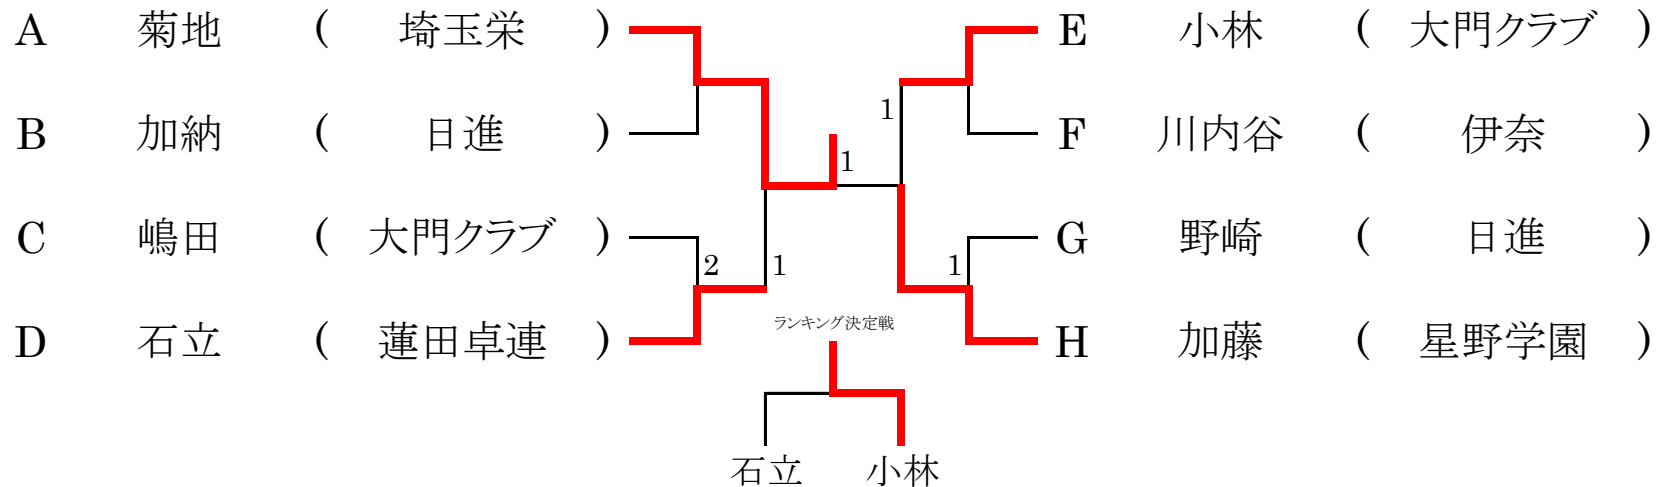 A 菊地 ( 埼玉栄 ) E 小林 ( 大門クラブ )
1
B 加納 ( 日進 ) F 川内谷 ( 伊奈 )
1
C 嶋田 ( 大門クラブ ) G 野崎 ( 日進 )
2 1 1
ランキング決定戦
D 石立 ( 蓮田卓連 ) H 加藤 ( 星野学園 )
石立 小林